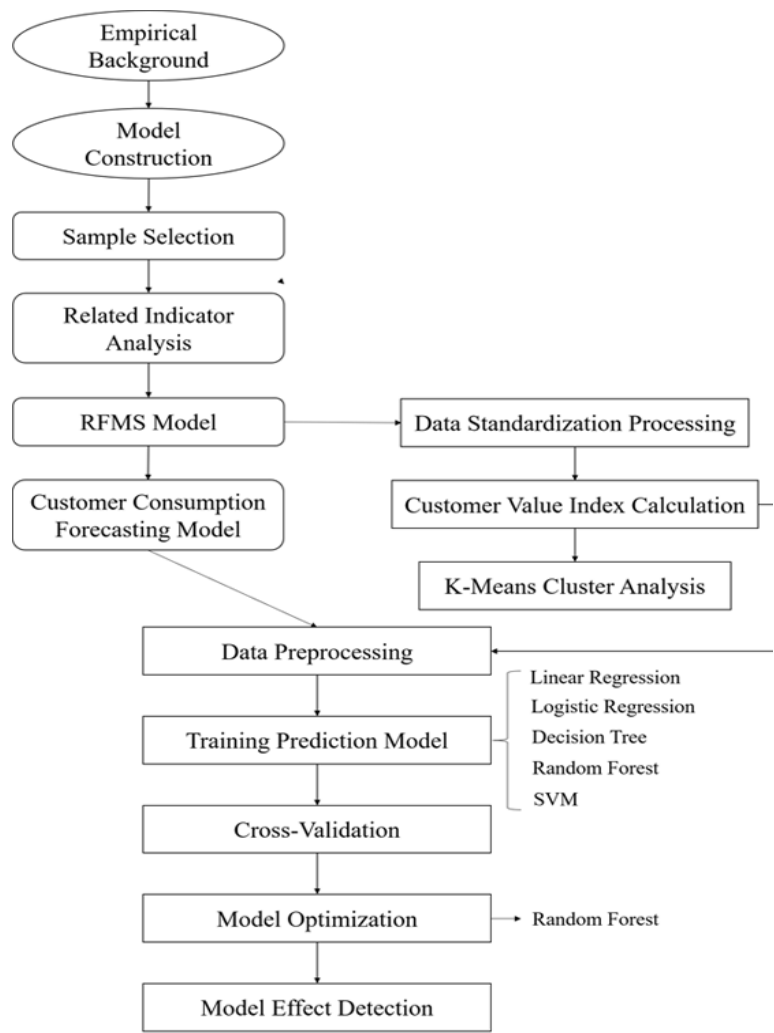 Empirical
Background
Model
Construction
Sample Selection
Related Indicator
Analysis
RFMS Model
Data Standardization Processing
Customer Consumption
Forecasting Model
Customer Value Index Calculation
K-Means Cluster Analysis
Data Preprocessing
Linear Regression
Logistic Regression
Training Prediction Model
Decision Tree
Random Forest
SVM
Cross-Validation
Model Optimization
Random Forest
Model Effect Detection